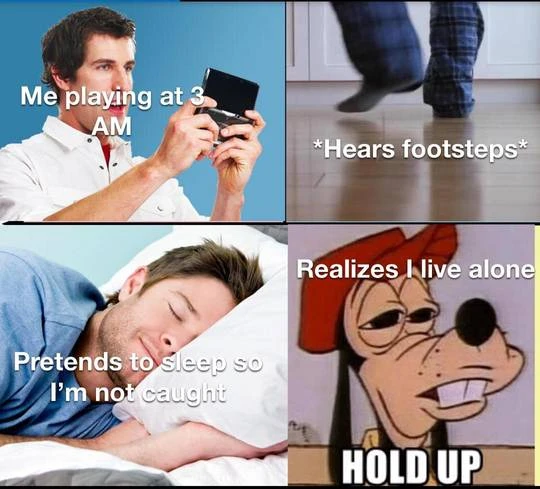 Me playing at 3
AM
*Hears footsteps*
Pretends to sleep so
I'm not caught
Realizes I live alone
HOLD UP